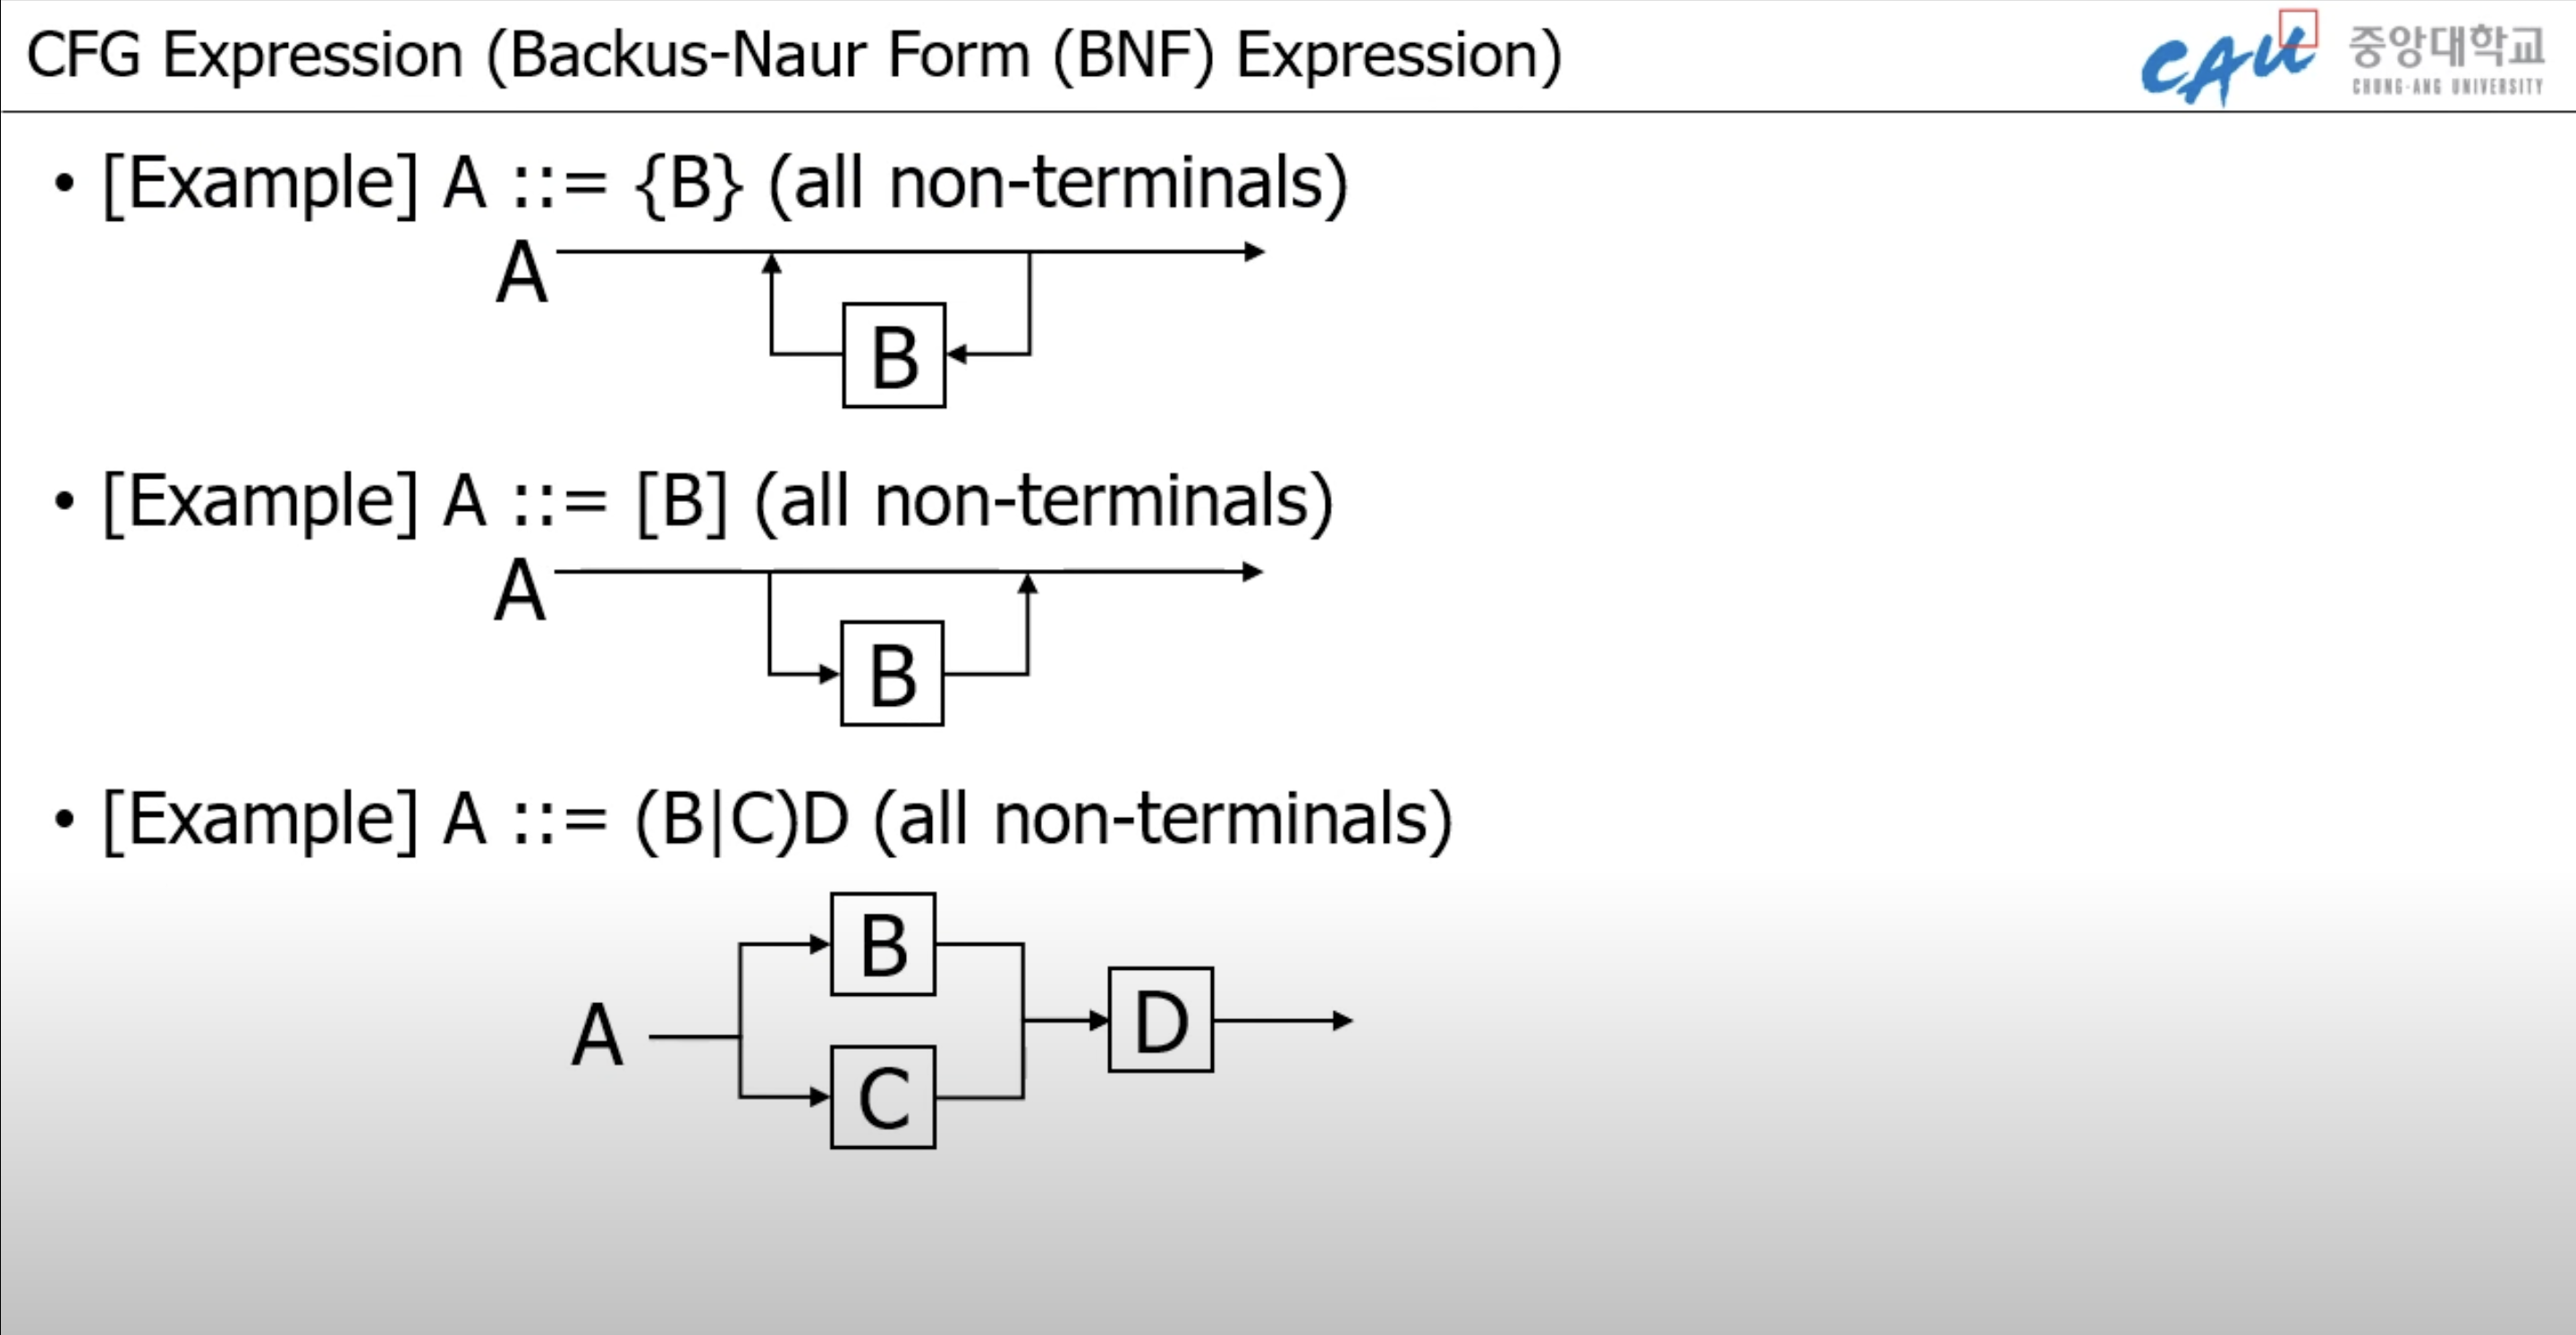 CFG Expression (Backus-Naur Form (BNF) Expression)
CAU 중앙대학교
CHUNG-ANG UNIVERSITY
• [Example] A ::= {B} (all non-terminals)
A
B
• [Example] A ::= [B] (all non-terminals)
A
B
• [Example] A ::= (B|C)D (all non-terminals)
B
A
D
C